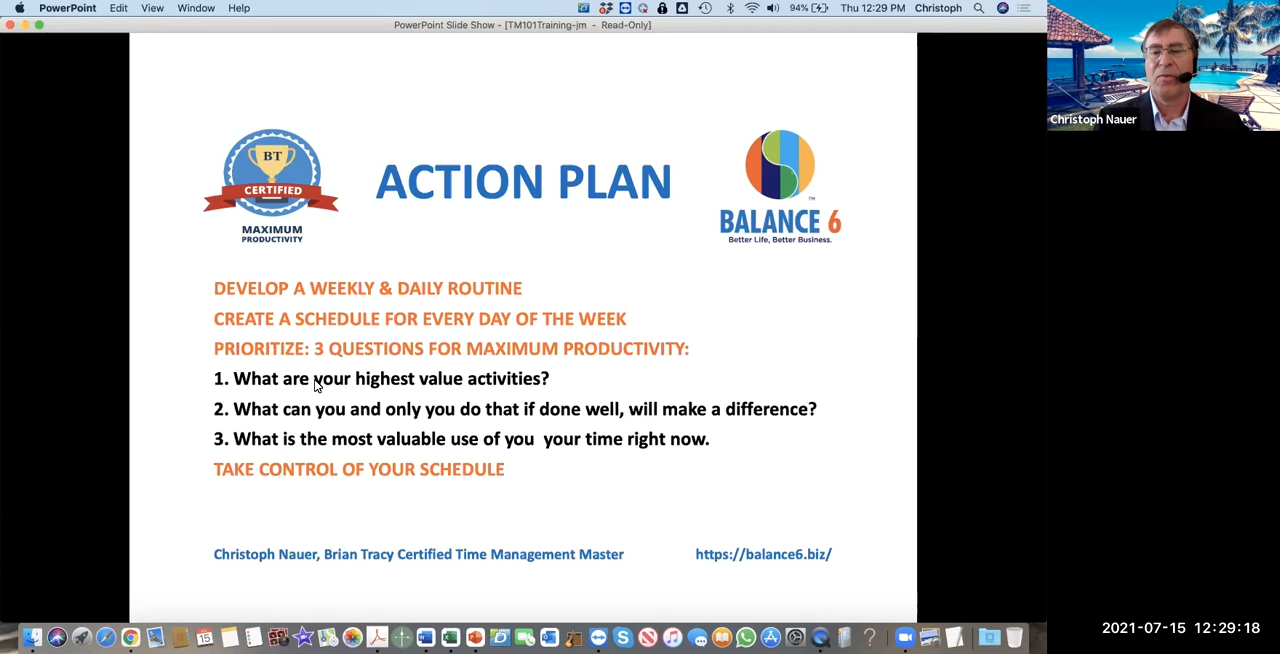 PowerPoint Edit View Window Help 94% Thu 12:29 PM Christoph
PowerPoint Slide Show - [TM101Training-jm - Read-Only]
Christoph Nauer
BT
CERTIFIED
MAXIMUM
PRODUCTIVITY
ACTION PLAN
BALANCE 6
TM
Better Life, Better Business.
DEVELOP A WEEKLY & DAILY ROUTINE
CREATE A SCHEDULE FOR EVERY DAY OF THE WEEK
PRIORITIZE: 3 QUESTIONS FOR MAXIMUM PRODUCTIVITY:
1. What are your highest value activities?
2. What can you and only you do that if done well, will make a difference?
3. What is the most valuable use of you  your time right now.
TAKE CONTROL OF YOUR SCHEDULE
Christoph Nauer, Brian Tracy Certified Time Management Master https://balance6.biz/
15
2021-07-15 12:29:18